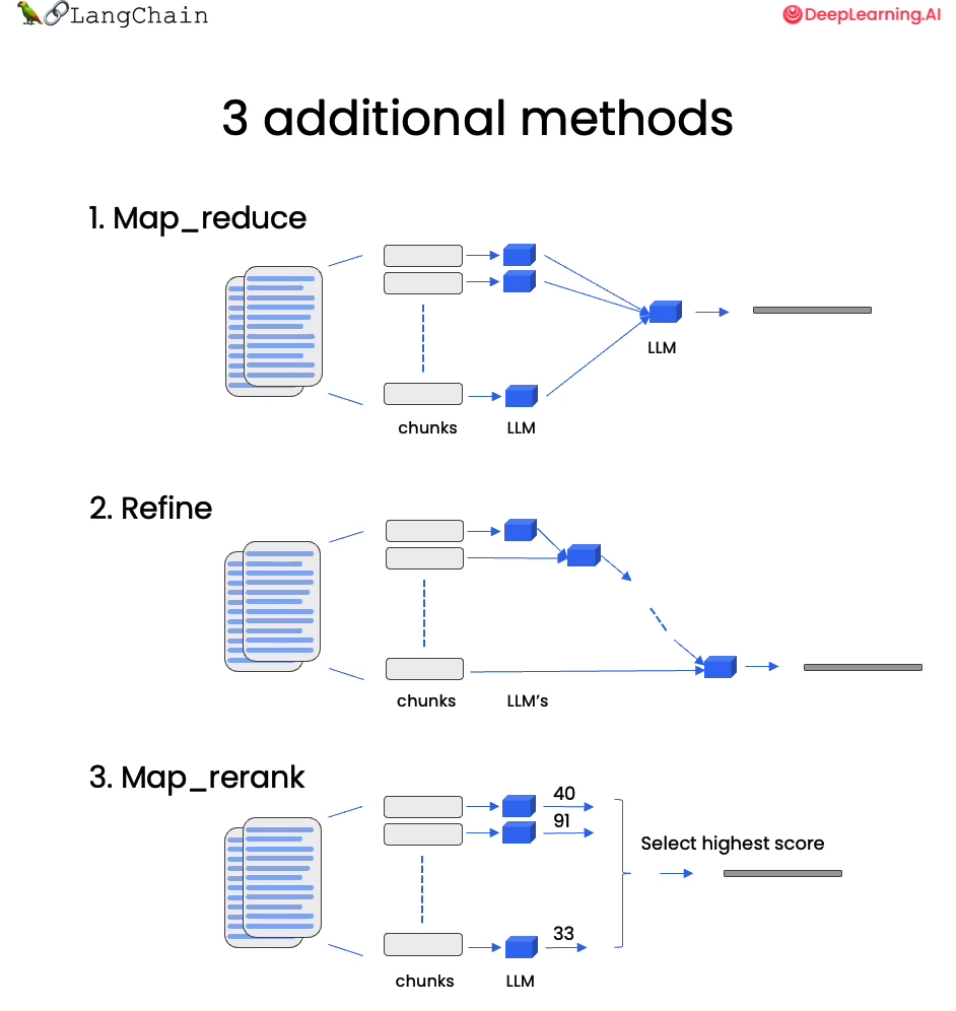 LangChain
DeepLearning.AI
3 additional methods
1. Map_reduce
LLM
chunks
LLM
2. Refine
chunks
LLM's
3. Map_rerank
40
91
Select highest score
33
chunks
LLM